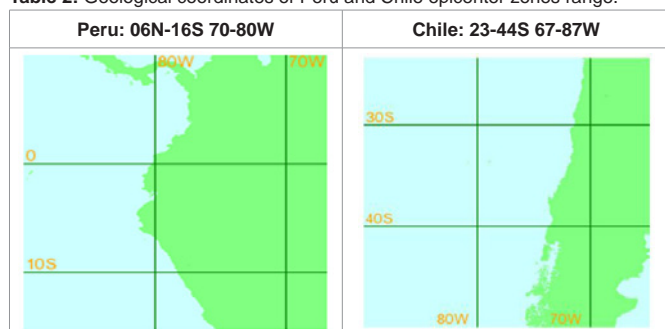 Table 2: Geological coordinates of Peru and Chile epicenter zones range.
Peru: 06N-16S 70-80W
Chile: 23-44S 67-87W
80W
70W
0
10S
30S
40S
80W
70W